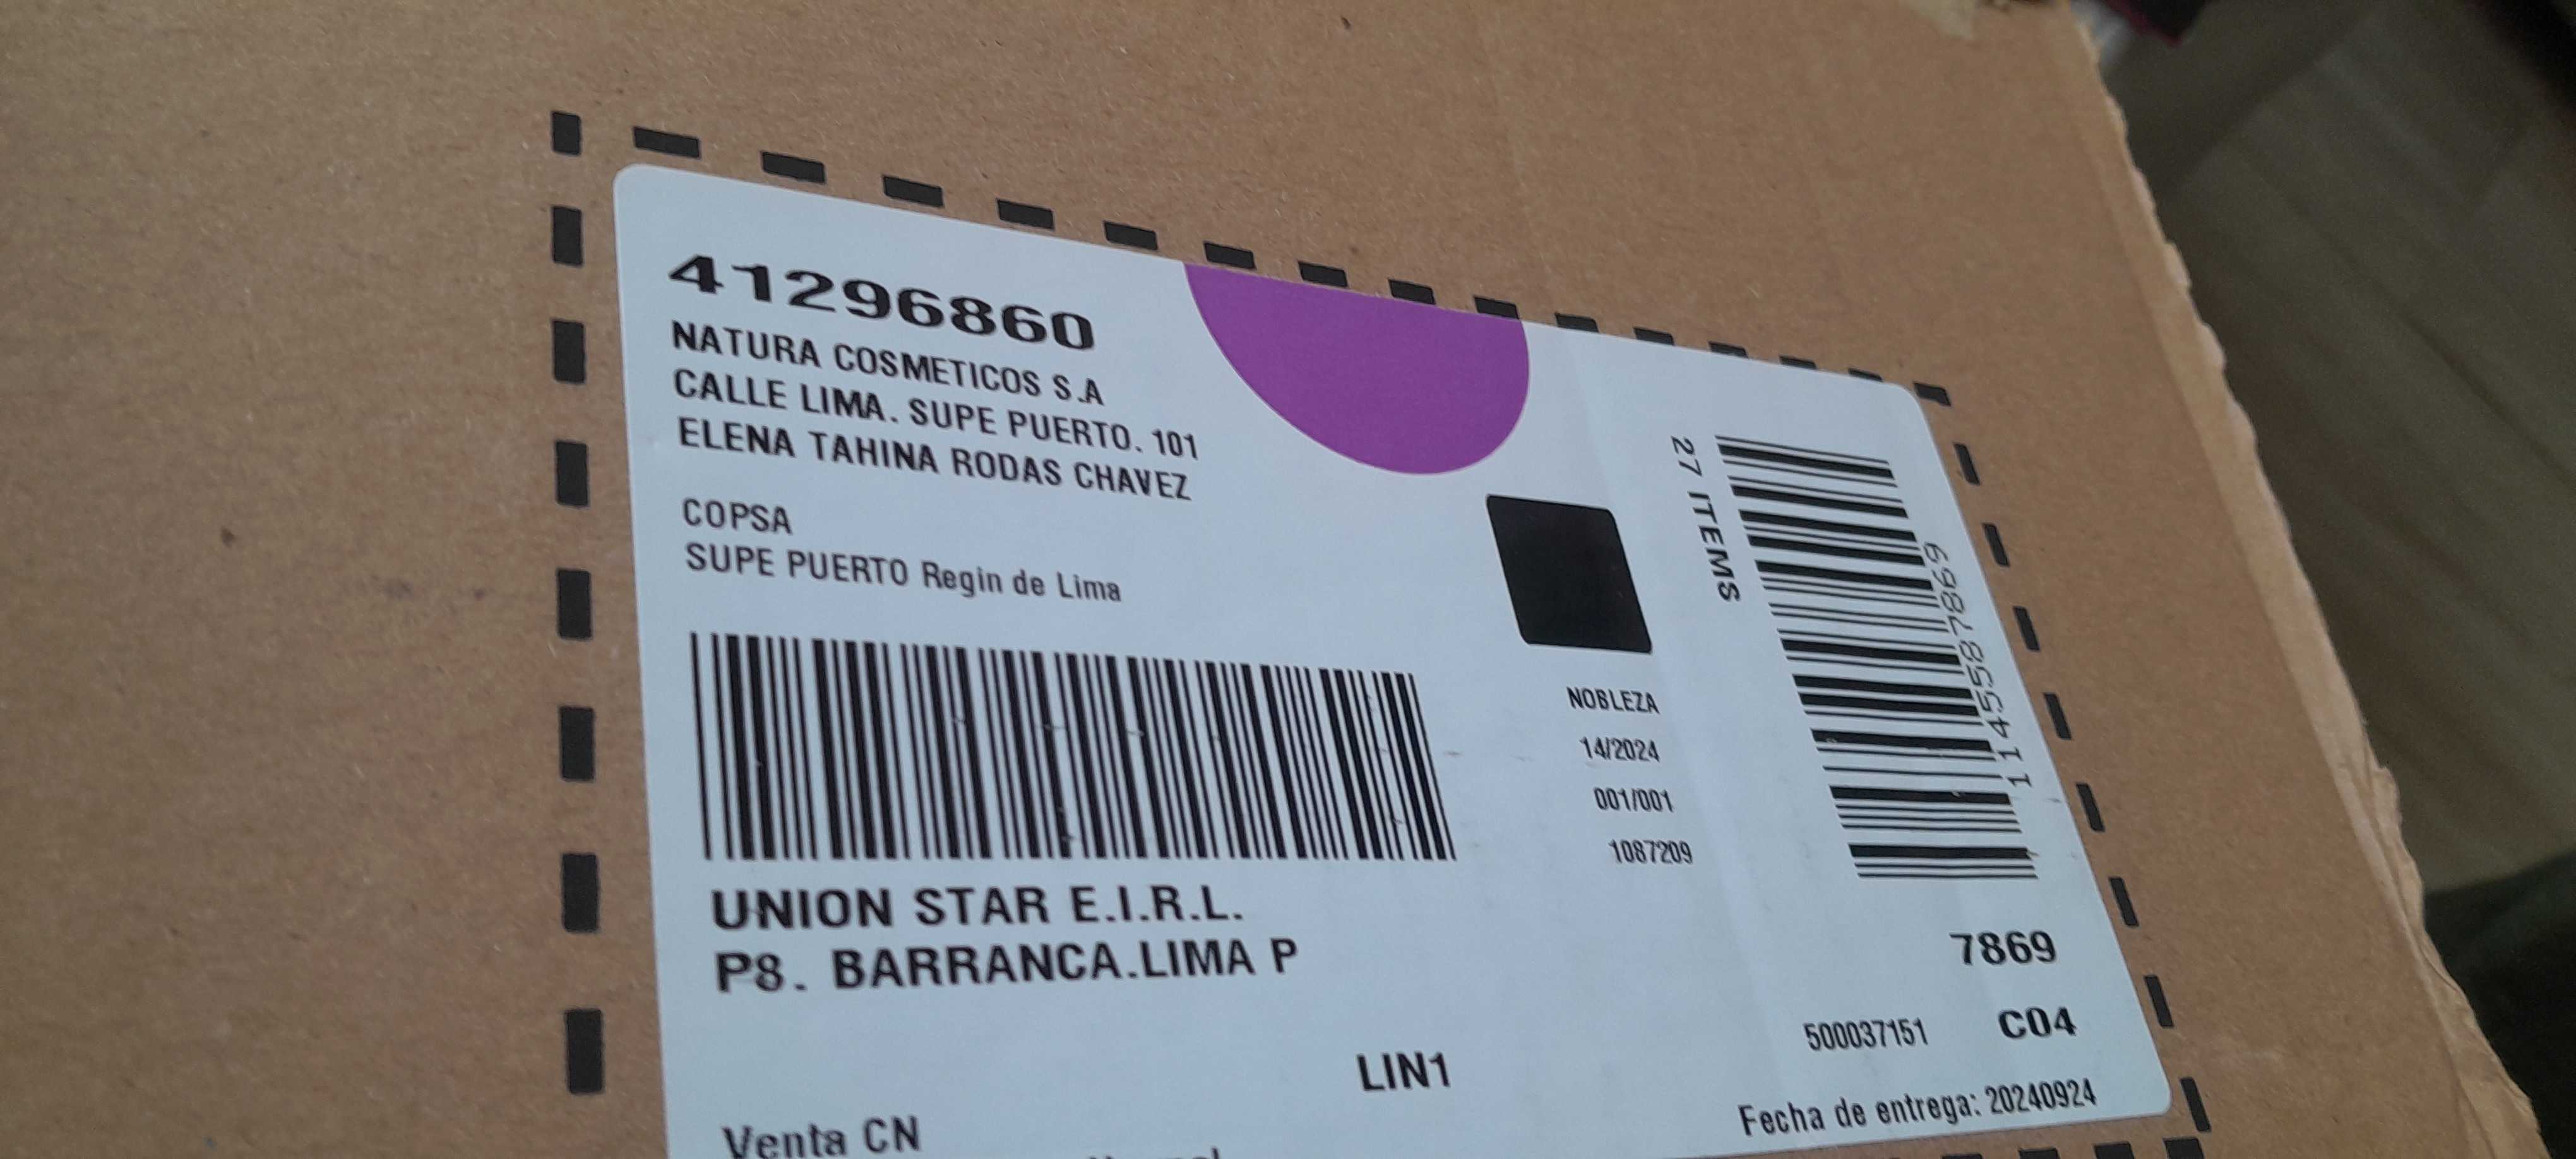 41296860
NATURA COSMETICOS S.A
CALLE LIMA. SUPE PUERTO. 101
ELENA TAHINA RODAS CHAVEZ
COPSA
SUPE PUERTO Regin de Lima
UNION STAR E.I.R.L.
P8. BARRANCA.LIMA P
LIN1
Venta CN
NOBLEZA
14/2024
001/001
1087209
27 ITEMS
114558787869
7869
500037151 C04
Fecha de entrega: 20240924